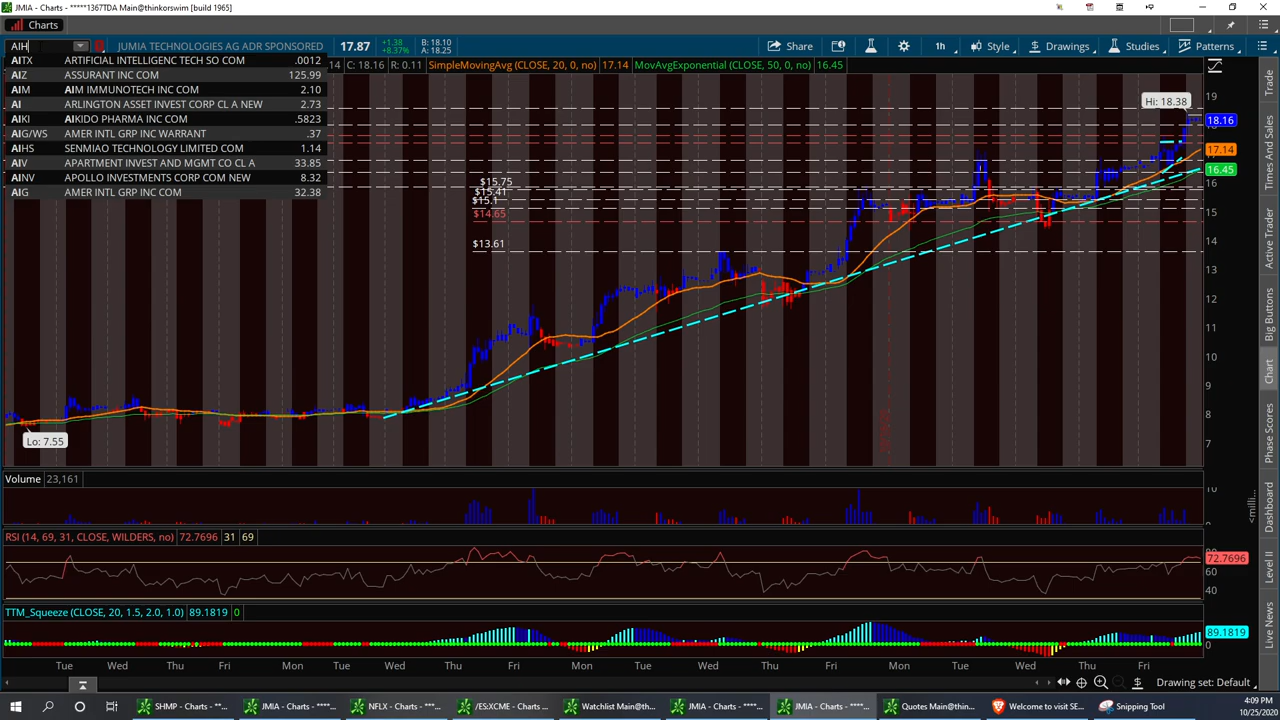 JMIA - Charts - *****1367TDA Main@thinkorswim [build 1965]
Charts
AIH JUMIA TECHNOLOGIES AG ADR SPONSORED 17.87 +1.38 8.37% B: 18.10 A: 18.25 Share 1h Style Drawings Studies Patterns
AITX ARTIFICIAL INTELLIGENC TECH SO COM .0012
AIZ ASSURANT INC COM 125.99
AIM AIM IMMUNOTECH INC COM 2.10
AI ARLINGTON ASSET INVEST CORP CL A NEW 2.73
AIKI AIKIDO PHARMA INC COM .5823
AIG/WS AMER INTL GRP INC WARRANT .37
AIHS SENMIAO TECHNOLOGY LIMITED COM 1.14
AIV APARTMENT INVEST AND MGMT CO CL A 33.85
AINV APOLLO INVESTMENTS CORP COM NEW 8.32
AIG AMER INTL GRP INC COM 32.38
.14 C: 18.16 R: 0.11 SimpleMovingAvg (CLOSE, 20, 0, no) 17.14 MovAvgExponential (CLOSE, 50, 0, no) 16.45
Hi: 18.38
19
18.16
17.14
16.45
16
15
14
13
12
11
10
9
8
7
$15.75
$15.41
$15.1
$14.65
$13.61
Lo: 7.55
Volume 23,161
10
<milli...
RSI (14, 69, 31, CLOSE, WILDERS, no) 72.7696 31 69
72.7696
60
40
TTM_Squeeze (CLOSE, 20, 1.5, 2.0, 1.0) 89.1819 0
89.1819
0
Tue Wed Thu Fri Mon Tue Wed Thu Fri Mon Tue Wed Thu Fri Mon Tue Wed Thu Fri
Drawing set: Default
Trade
Times And Sales
Active Trader
Big Buttons
Chart
Phase Scores
Dashboard
Level II
Live News
SHMP - Charts - **... JMIA - Charts - ****... NFLX - Charts - ****... /ES:XCME - Charts ... Watchlist Main@th... JMIA - Charts - ****... JMIA - Charts - ****... Quotes Main@thin... Welcome to visit SE... Snipping Tool
4:09 PM
10/25/2020